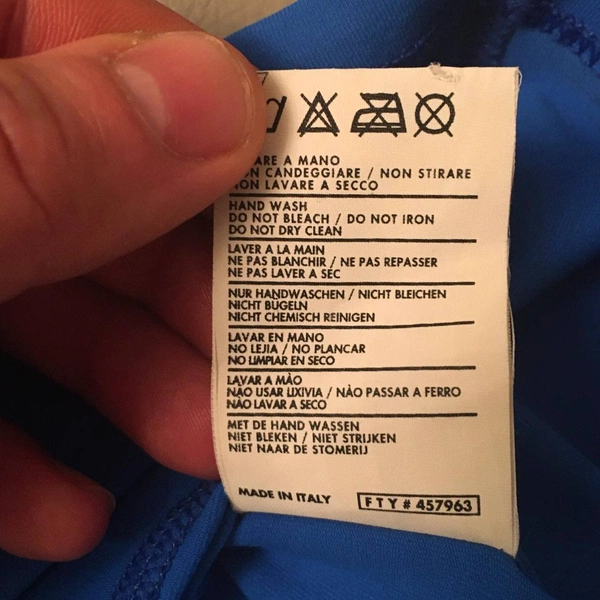 ARE A MANO
ON CANDEGGIARE / NON STIRARE
ON LAVARE A SECCO
HAND WASH
DO NOT BLEACH / DO NOT IRON
DO NOT DRY CLEAN
LAVER A LA MAIN
NE PAS BLANCHIR / NE PAS REPASSER
NE PAS LAVER A SEC
NUR HANDWASCHEN / NICHT BLEICHEN
NICHT BÜGELN
NICHT CHEMISCH REINIGEN
LAVAR EN MANO
NO LEJIA / NO PLANCAR
NO LIMPIAR EN SECO
LAVAR A MÀO
NÀO USAR LIXIVIA / NÀO PASSAR A FERRO
NÀO LAVAR A SECO
MET DE HAND WASSEN
NIET BLEKEN / NIET STRIJKEN
NIET NAAR DE STOMERIJ
MADE IN ITALY
FTY # 457963